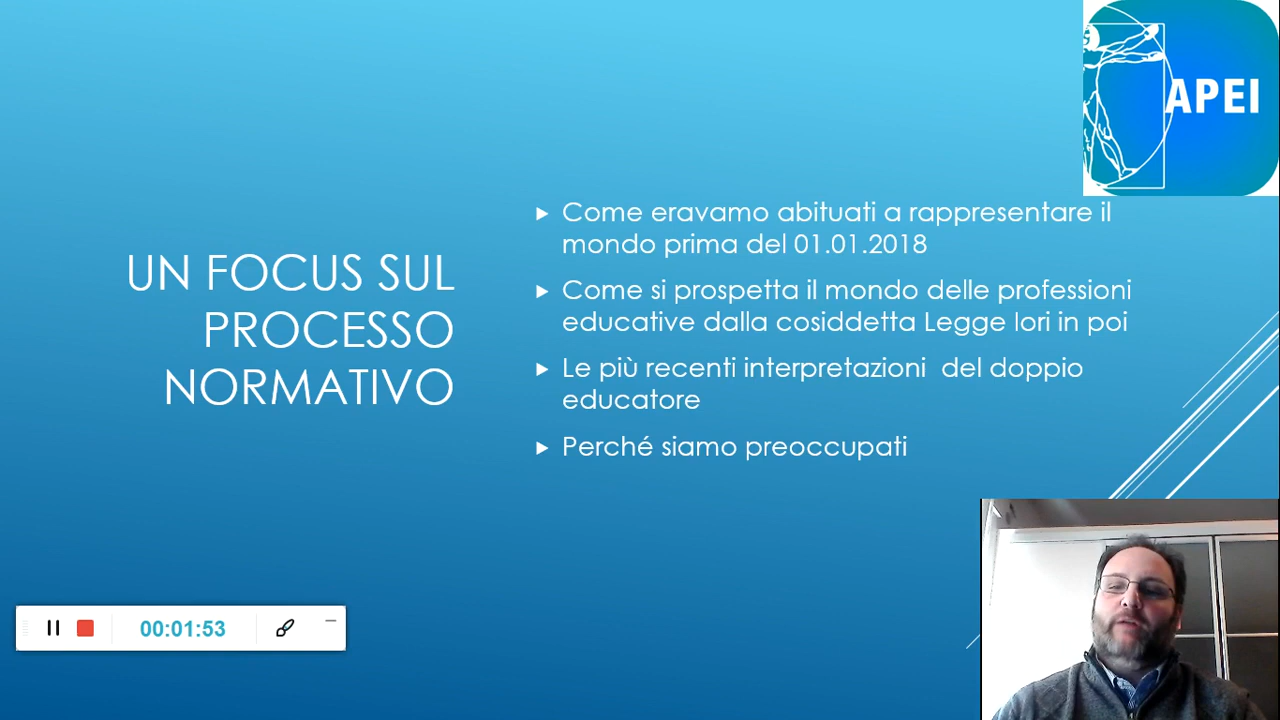 APEI
UN FOCUS SUL
PROCESSO
NORMATIVO
Come eravamo abituati a rappresentare il
mondo prima del 01.01.2018
Come si prospetta il mondo delle professioni
educative dalla cosiddetta Legge Iori in poi
Le più recenti interpretazioni  del doppio
educatore
Perché siamo preoccupati
00:01:53